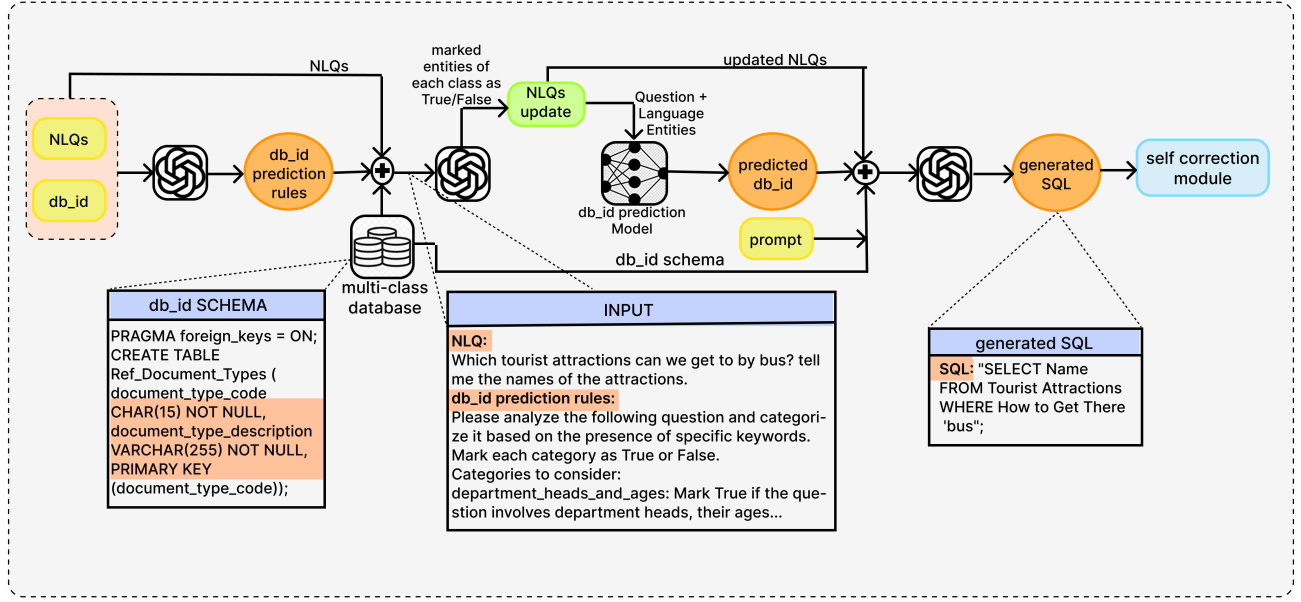 NLQs
marked
entities of
each class as
True/False
updated NLQs
NLQs
update
Question +
Language
Entities
NLQs
db_id
db_id
prediction
rules
db_id prediction
Model
predicted
db_id
prompt
generated
SQL
self correction
module
db_id schema
multi-class
database
db_id SCHEMA
PRAGMA foreign_keys = ON;
CREATE TABLE
Ref_Document_Types (
document_type_code
CHAR(15) NOT NULL,
document_type_description
VARCHAR(255) NOT NULL,
PRIMARY KEY
(document_type_code));
INPUT
NLQ:
Which tourist attractions can we get to by bus? tell
me the names of the attractions.
db_id prediction rules:
Please analyze the following question and categori-
ze it based on the presence of specific keywords.
Mark each category as True or False.
Categories to consider:
department_heads_and_ages: Mark True if the que-
stion involves department heads, their ages...
generated SQL
SQL: "SELECT Name
FROM Tourist Attractions
WHERE How to Get There
'bus";